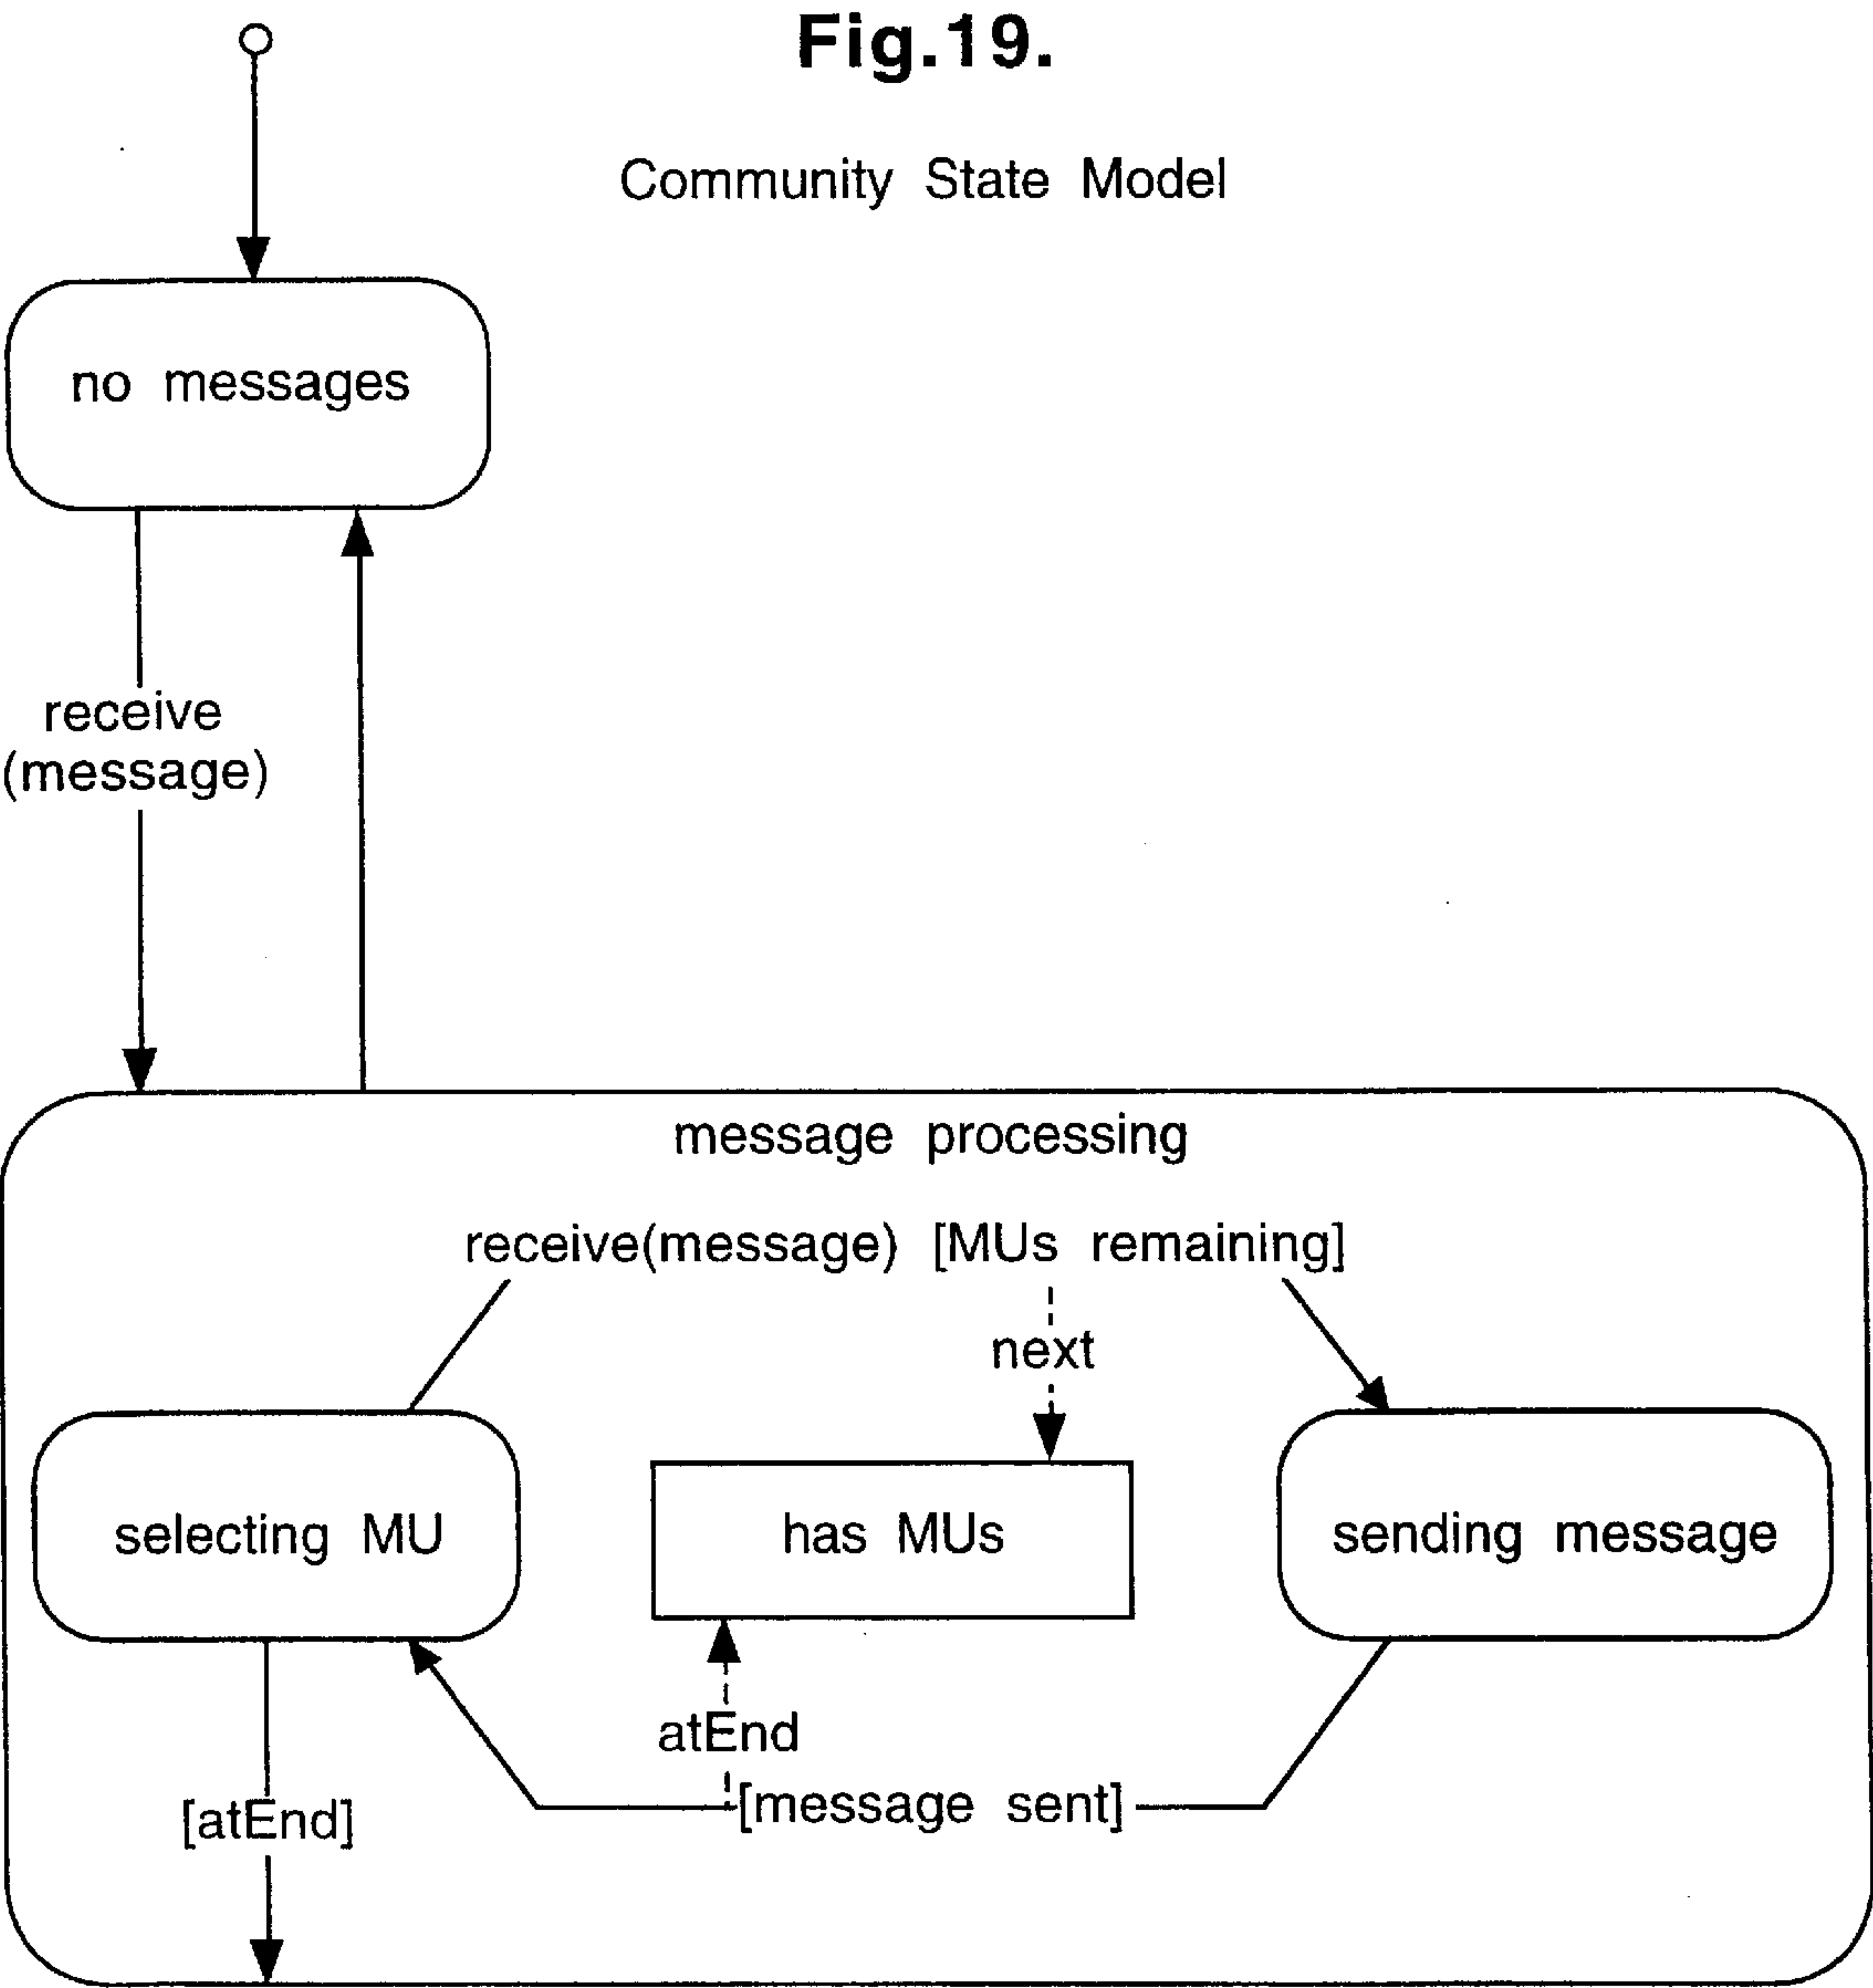 Fig.19.
Community State Model
no messages
receive
(message)
message processing
receive(message) [MUs remaining]
next
selecting MU
has MUs
sending message
atEnd
[message sent]
[atEnd]